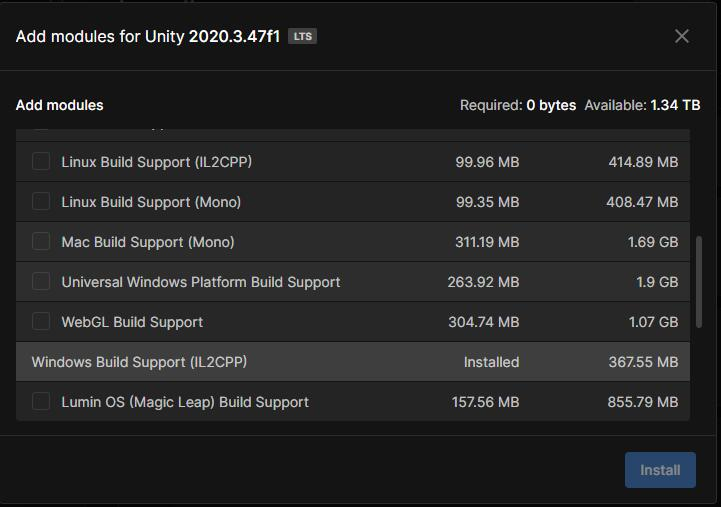 Add modules for Unity 2020.3.47f1 LTS
Add modules Required: 0 bytes Available: 1.34 TB
Linux Build Support (IL2CPP) 99.96 MB 414.89 MB
Linux Build Support (Mono) 99.35 MB 408.47 MB
Mac Build Support (Mono) 311.19 MB 1.69 GB
Universal Windows Platform Build Support 263.92 MB 1.9 GB
WebGL Build Support 304.74 MB 1.07 GB
Windows Build Support (IL2CPP) Installed 367.55 MB
Lumin OS (Magic Leap) Build Support 157.56 MB 855.79 MB
Install